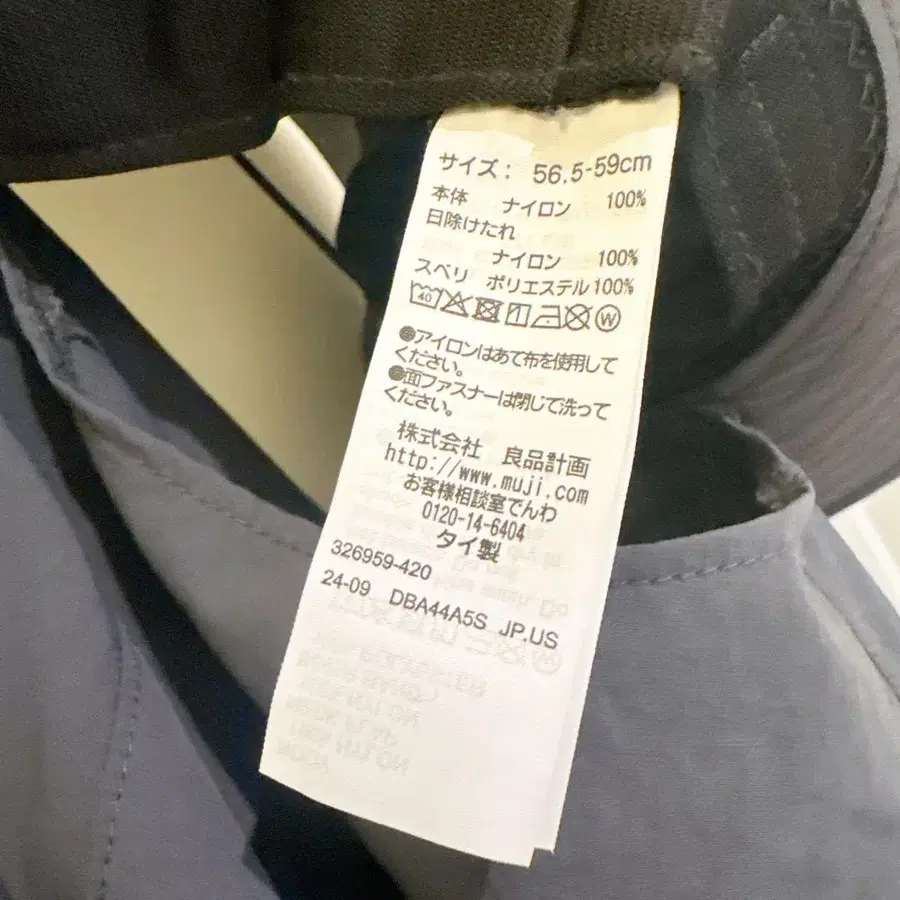 サイズ: 56.5-59cm
本体 ナイロン 100%
日除けたれ
ナイロン 100%
スベリ ポリエステル100%
40 W
●アイロンはあて布を使用して
ください。
●面ファスナーは閉じて洗って
ください。
株式会社 良品計画
http://www.muji.com
お客様相談室でんわ
0120-14-6404
タイ製
326959-420
24-09 DBA44A5S JP.US